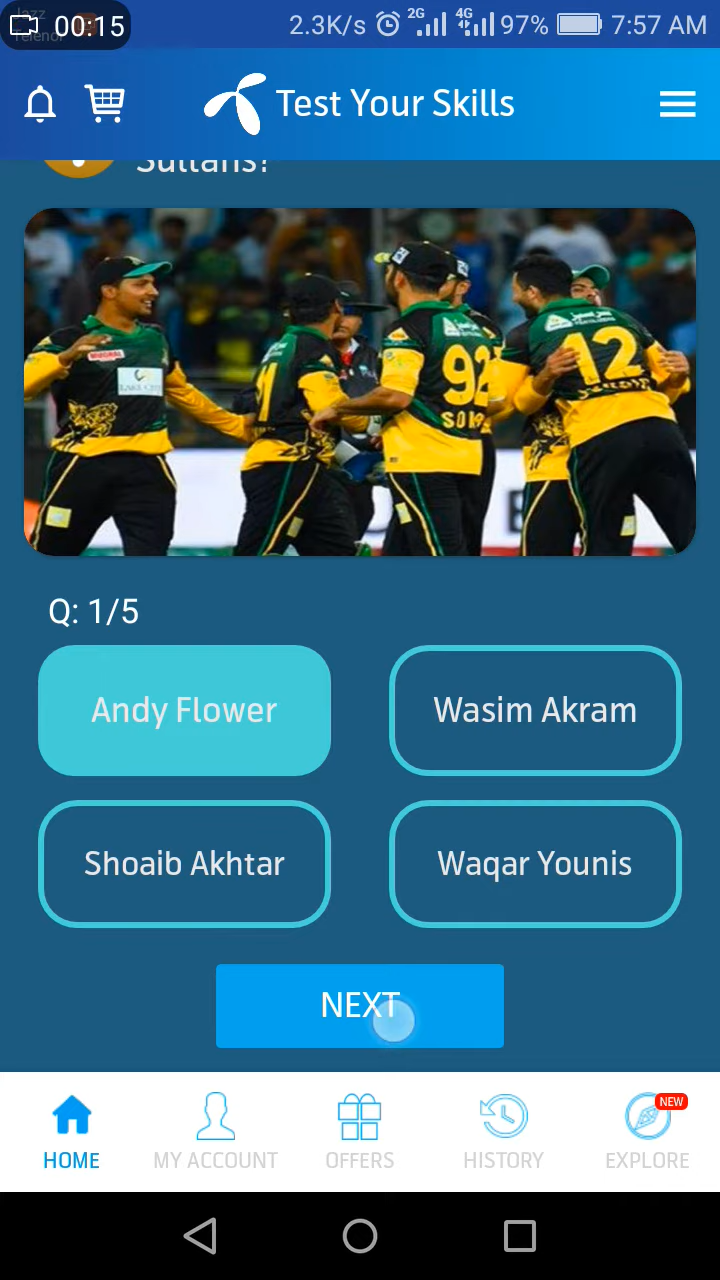 00:15 2.3K/s 2G 4G 97% 7:57 AM
Telenor
Test Your Skills
Sultans?
92
12
Q: 1/5
Andy Flower
Wasim Akram
Shoaib Akhtar
Waqar Younis
NEXT
NEW
HOME
MY ACCOUNT
OFFERS
HISTORY
EXPLORE